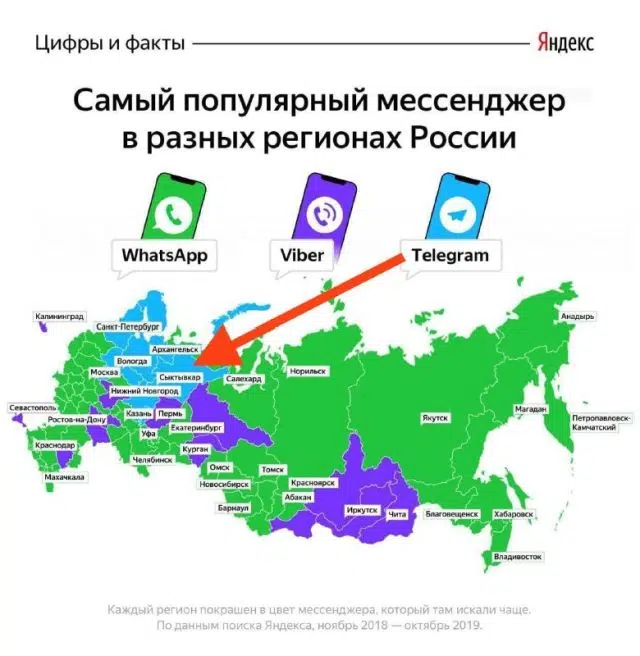 Цифры и факты
Яндекс
Самый популярный мессенджер
в разных регионах России
WhatsApp
Viber
Telegram
Калининград
Санкт-Петербург
Анадырь
Архангельск
Вологда
Москва
Сыктывкар
Салехард
Норильск
Нижний Новгород
Севастополь
Ростов-на-Дону
Казань
Пермь
Якутск
Магадан
Петропавловск-
Камчатский
Екатеринбург
Уфа
Краснодар
Курган
Челябинск
Омск
Томск
Махачкала
Новосибирск
Красноярск
Абакан
Барнаул
Иркутск
Чита
Благовещенск
Хабаровск
Владивосток
Каждый регион покрашен в цвет мессенджера, который там искали чаще.
По данным поиска Яндекса, ноябрь 2018 — октябрь 2019.